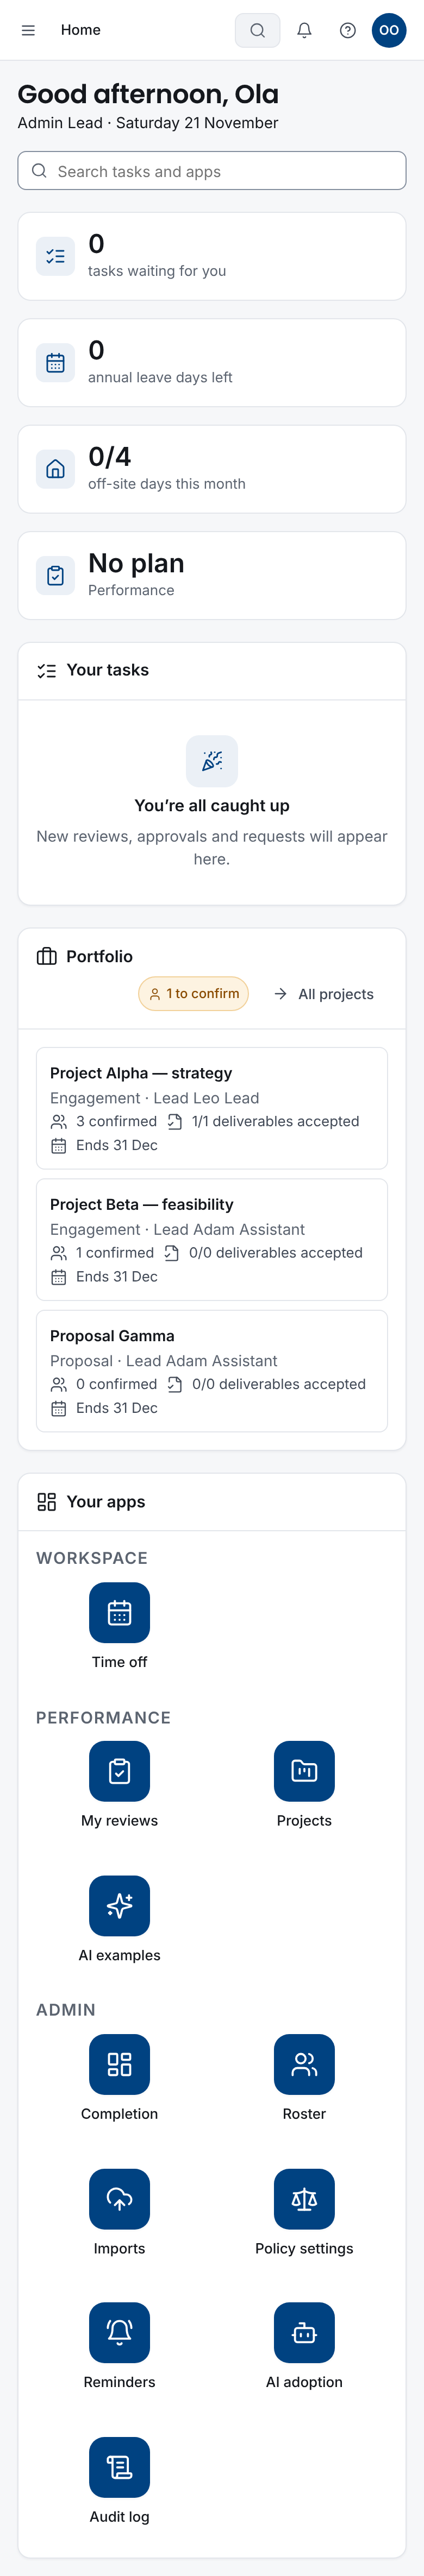 Home
OO
Good afternoon, Ola
Admin Lead · Saturday 21 November
Search tasks and apps
0
tasks waiting for you
0
annual leave days left
0/4
off-site days this month
No plan
Performance
Your tasks
You’re all caught up
New reviews, approvals and requests will appear
here.
Portfolio
1 to confirm
All projects
Project Alpha — strategy
Engagement · Lead Leo Lead
3 confirmed 1/1 deliverables accepted
Ends 31 Dec
Project Beta — feasibility
Engagement · Lead Adam Assistant
1 confirmed 0/0 deliverables accepted
Ends 31 Dec
Proposal Gamma
Proposal · Lead Adam Assistant
0 confirmed 0/0 deliverables accepted
Ends 31 Dec
Your apps
WORKSPACE
Time off
PERFORMANCE
My reviews Projects
AI examples
ADMIN
Completion Roster
Imports Policy settings
Reminders AI adoption
Audit log